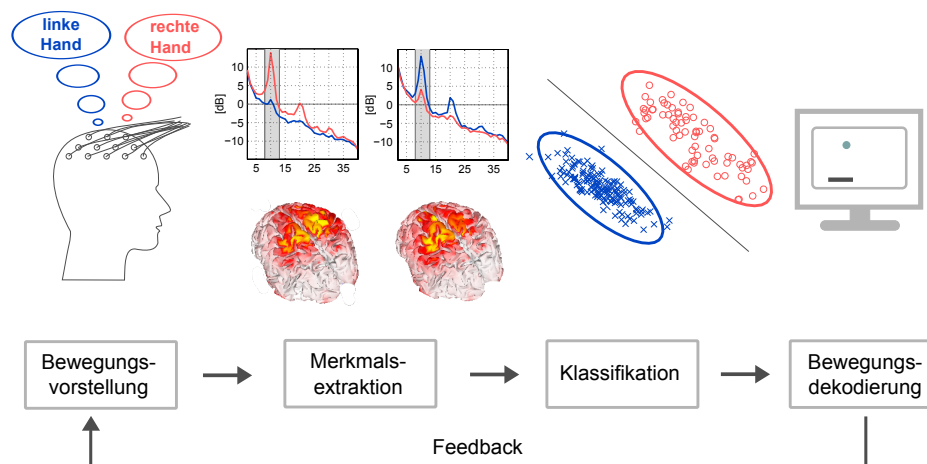 linke
Hand
rechte
Hand
[dB]
10
5
0
−5
−10
5
15
25
35
[dB]
10
5
0
−5
−10
5
15
25
35
Bewegungs-
vorstellung
Merkmals-
extraktion
Klassifikation
Bewegungs-
dekodierung
Feedback